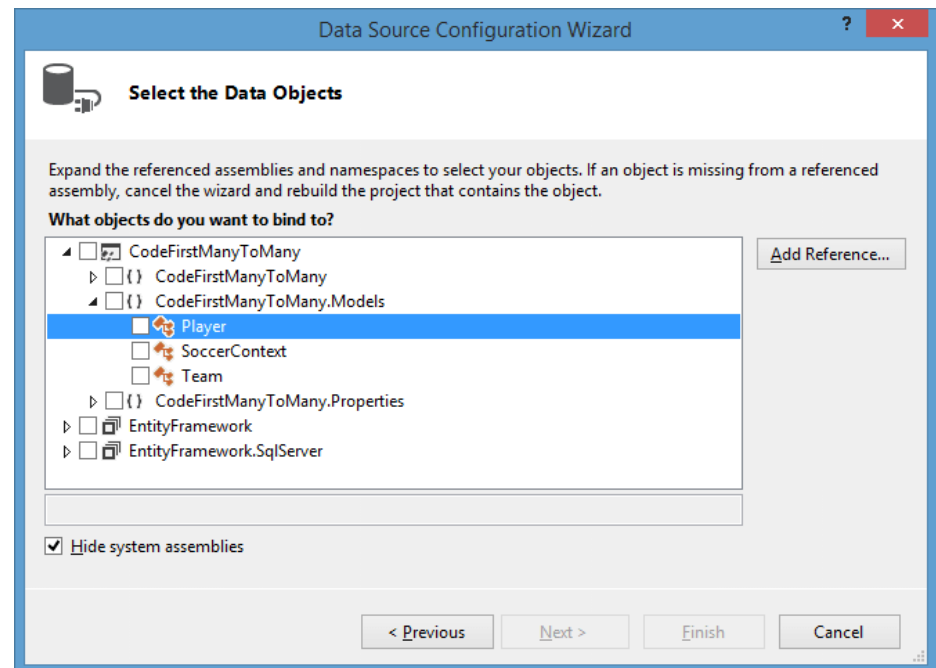 Data Source Configuration Wizard
?
Select the Data Objects
Expand the referenced assemblies and namespaces to select your objects. If an object is missing from a referenced
assembly, cancel the wizard and rebuild the project that contains the object.
What objects do you want to bind to?
CodeFirstManyToMany
Add Reference...
{ } CodeFirstManyToMany
{ } CodeFirstManyToMany.Models
Player
SoccerContext
Team
{ } CodeFirstManyToMany.Properties
EntityFramework
EntityFramework.SqlServer
Hide system assemblies
< Previous
Next >
Finish
Cancel